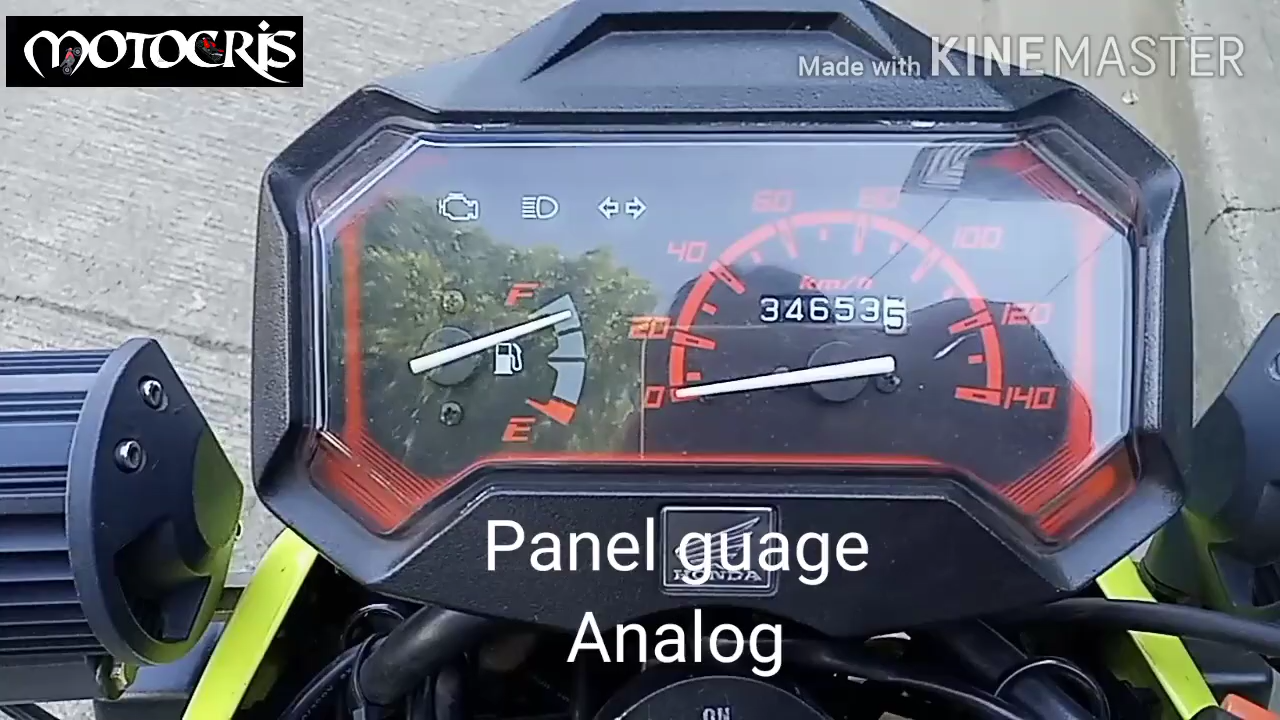 MOTOCRIS
Made with KINEMASTER
60 80
40 100
km/h
F
346535
20 120
0 140
E
Panel guage
HONDA
Analog
ON